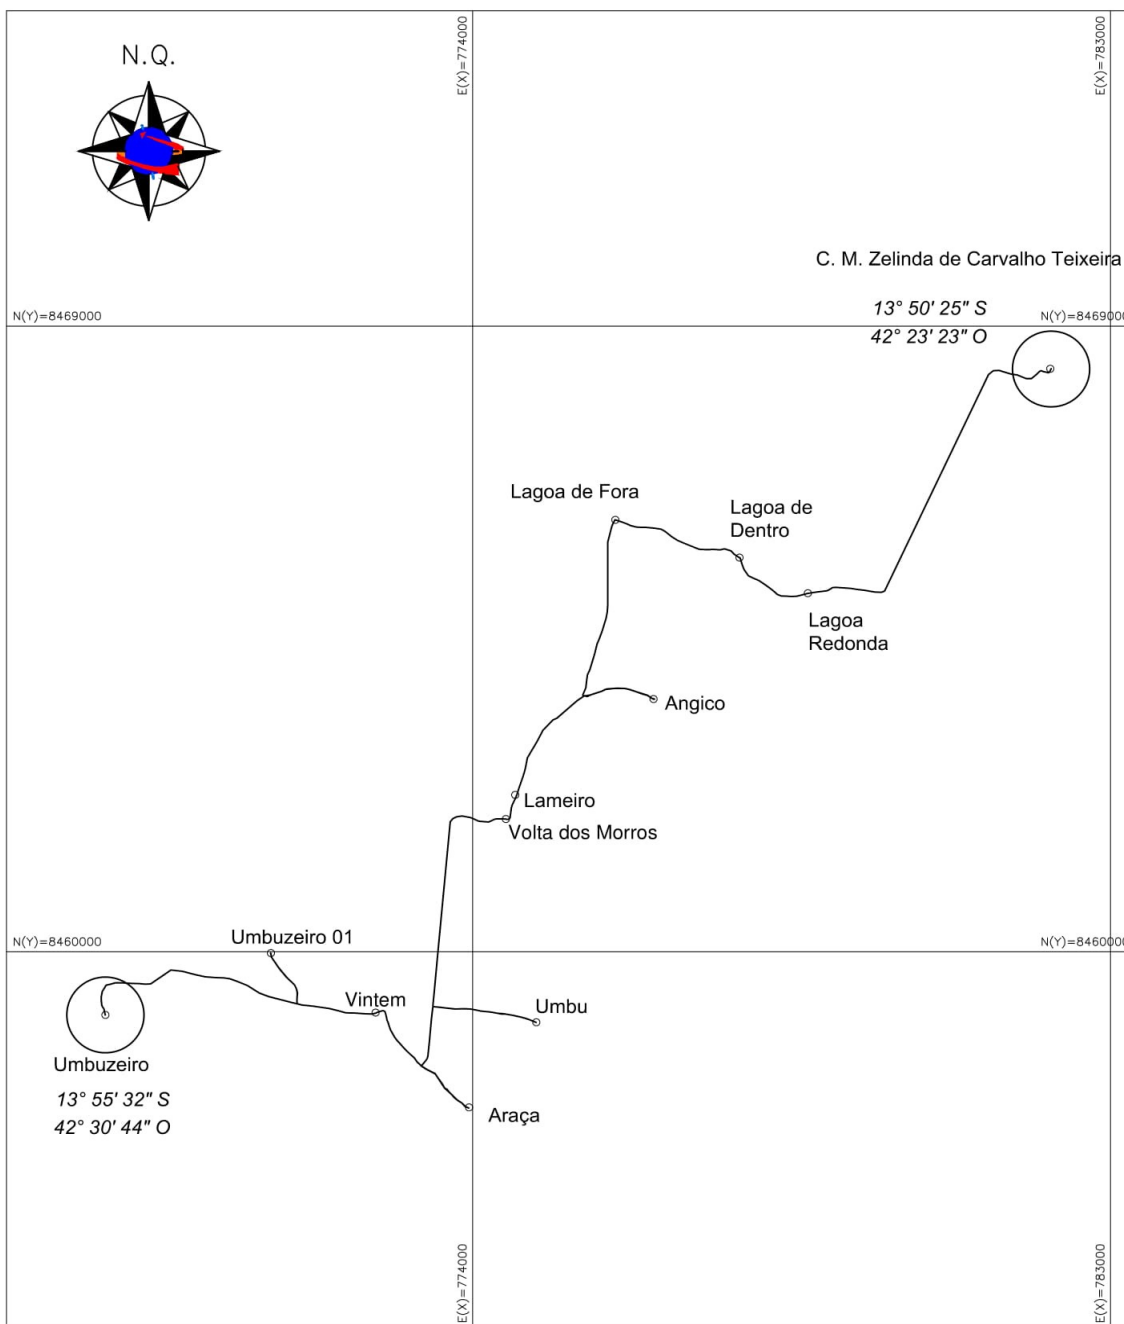 E(X)=774000
E(X)=783000
N.Q.
C. M. Zelinda de Carvalho Teixeira
13° 50' 25" S
42° 23' 23" O
N(Y)=8469000
N(Y)=8469000
Lagoa de Fora
Lagoa de
Dentro
Lagoa
Redonda
Angico
Lameiro
Volta dos Morros
Umbuzeiro 01
N(Y)=8460000
N(Y)=8460000
Vintem
Umbu
Umbuzeiro
13° 55' 32" S
42° 30' 44" O
Araça
E(X)=774000
E(X)=783000